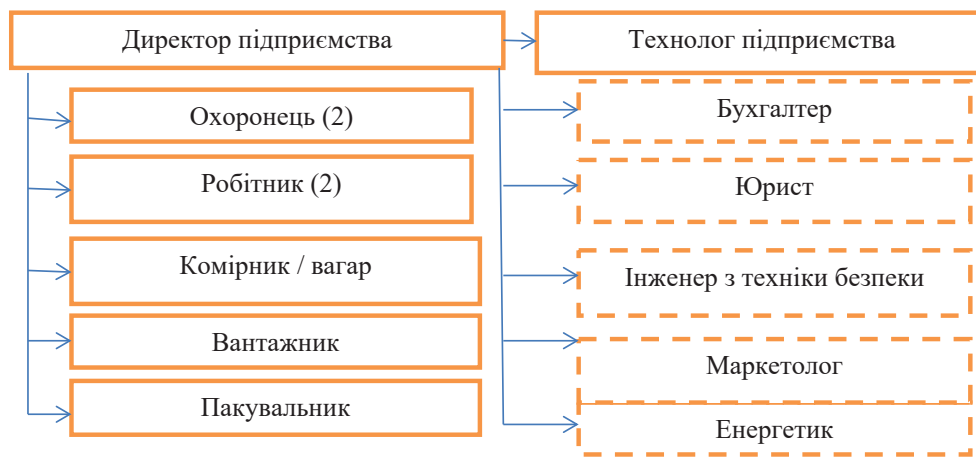 Директор підприємства
Технолог підприємства
Охоронець (2)
Робітник (2)
Комірник / вагар
Вантажник
Пакувальник
Бухгалтер
Юрист
Інженер з техніки безпеки
Маркетолог
Енергетик